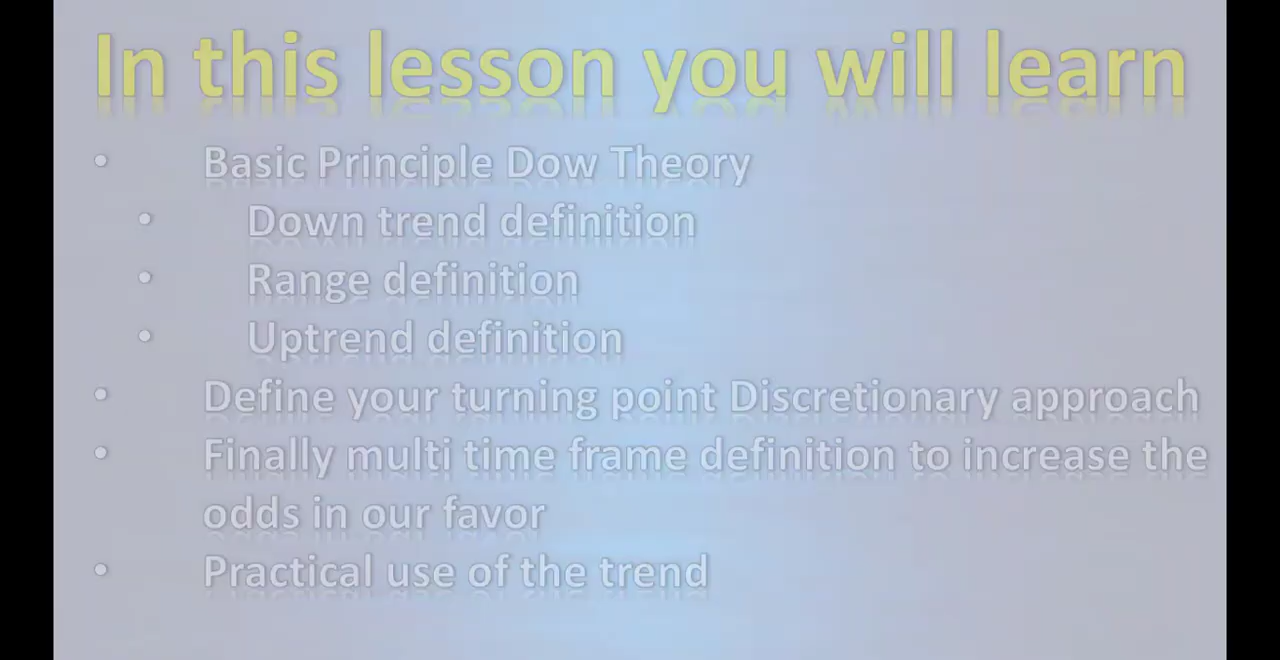 In this lesson you will learn
• Basic Principle Dow Theory
• Down trend definition
• Range definition
• Uptrend definition
• Define your turning point Discretionary approach
• Finally multi time frame definition to increase the
odds in our favor
• Practical use of the trend